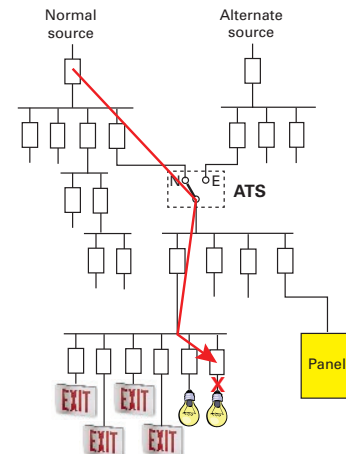 Normal
source
Alternate
source
N
E
ATS
Panel
X
EXIT
EXIT
EXIT
EXIT